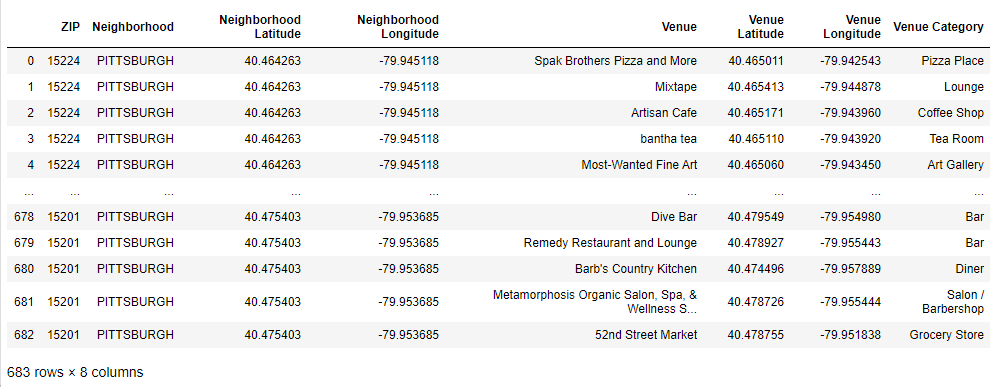 ZIP Neighborhood Neighborhood Latitude Neighborhood Longitude Venue Venue Latitude Venue Longitude Venue Category
0 15224 PITTSBURGH 40.464263 -79.945118 Spak Brothers Pizza and More 40.465011 -79.942543 Pizza Place
1 15224 PITTSBURGH 40.464263 -79.945118 Mixtape 40.465413 -79.944878 Lounge
2 15224 PITTSBURGH 40.464263 -79.945118 Artisan Cafe 40.465171 -79.943960 Coffee Shop
3 15224 PITTSBURGH 40.464263 -79.945118 bantha tea 40.465110 -79.943920 Tea Room
4 15224 PITTSBURGH 40.464263 -79.945118 Most-Wanted Fine Art 40.465060 -79.943450 Art Gallery
... ... ... ... ... ... ... ... ...
678 15201 PITTSBURGH 40.475403 -79.953685 Dive Bar 40.479549 -79.954980 Bar
679 15201 PITTSBURGH 40.475403 -79.953685 Remedy Restaurant and Lounge 40.478927 -79.955443 Bar
680 15201 PITTSBURGH 40.475403 -79.953685 Barb's Country Kitchen 40.474496 -79.957889 Diner
681 15201 PITTSBURGH 40.475403 -79.953685 Metamorphosis Organic Salon, Spa, & Wellness S... 40.478726 -79.955444 Salon / Barbershop
682 15201 PITTSBURGH 40.475403 -79.953685 52nd Street Market 40.478755 -79.951838 Grocery Store
683 rows × 8 columns